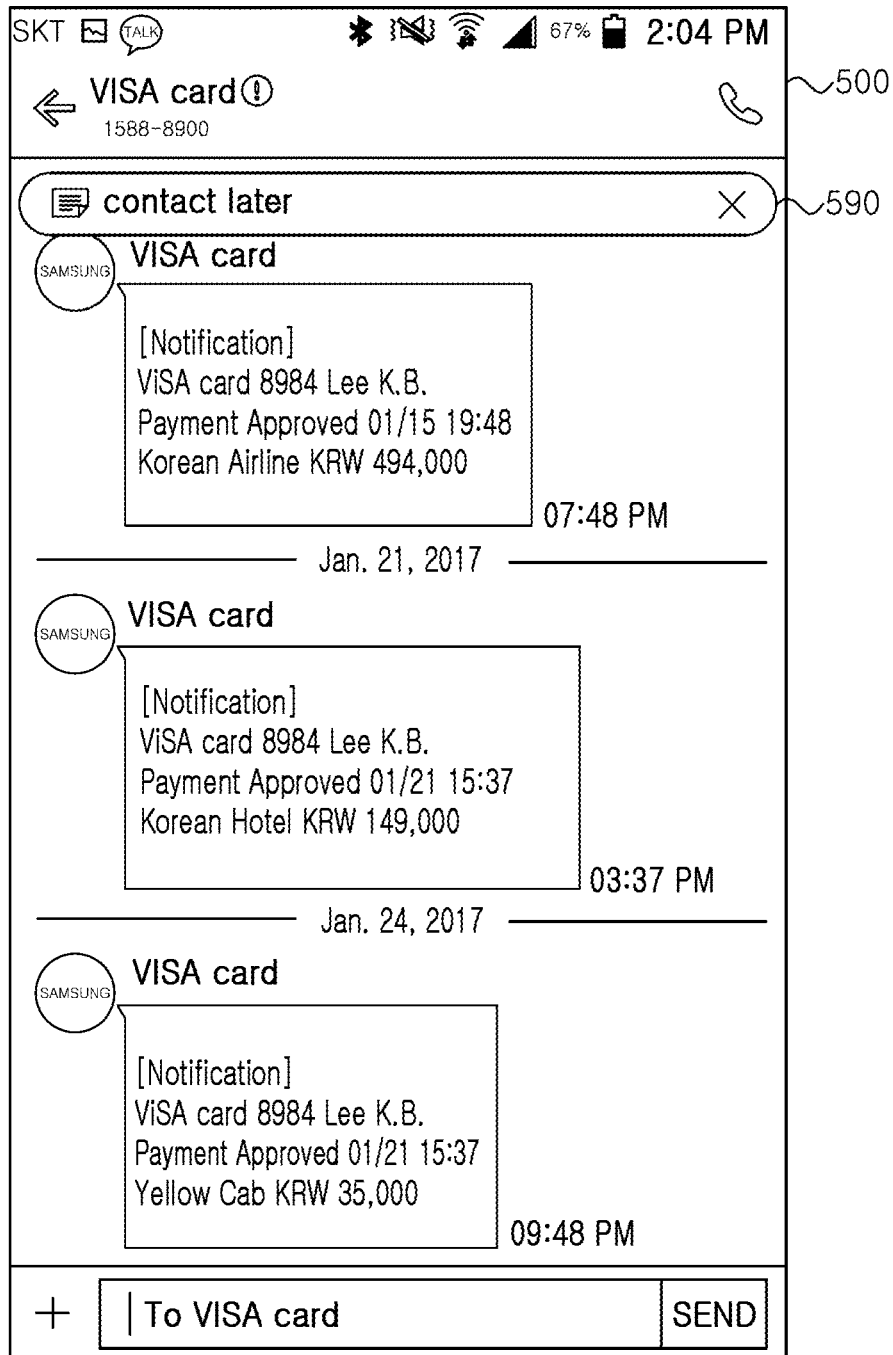 SKT TALK 67% 2:04 PM
VISA card
1588-8900
500
contact later
590
SAMSUNG VISA card
[Notification]
ViSA card 8984 Lee K.B.
Payment Approved 01/15 19:48
Korean Airline KRW 494,000
07:48 PM
Jan. 21, 2017
SAMSUNG VISA card
[Notification]
ViSA card 8984 Lee K.B.
Payment Approved 01/21 15:37
Korean Hotel KRW 149,000
03:37 PM
Jan. 24, 2017
SAMSUNG VISA card
[Notification]
ViSA card 8984 Lee K.B.
Payment Approved 01/21 15:37
Yellow Cab KRW 35,000
09:48 PM
+ To VISA card SEND